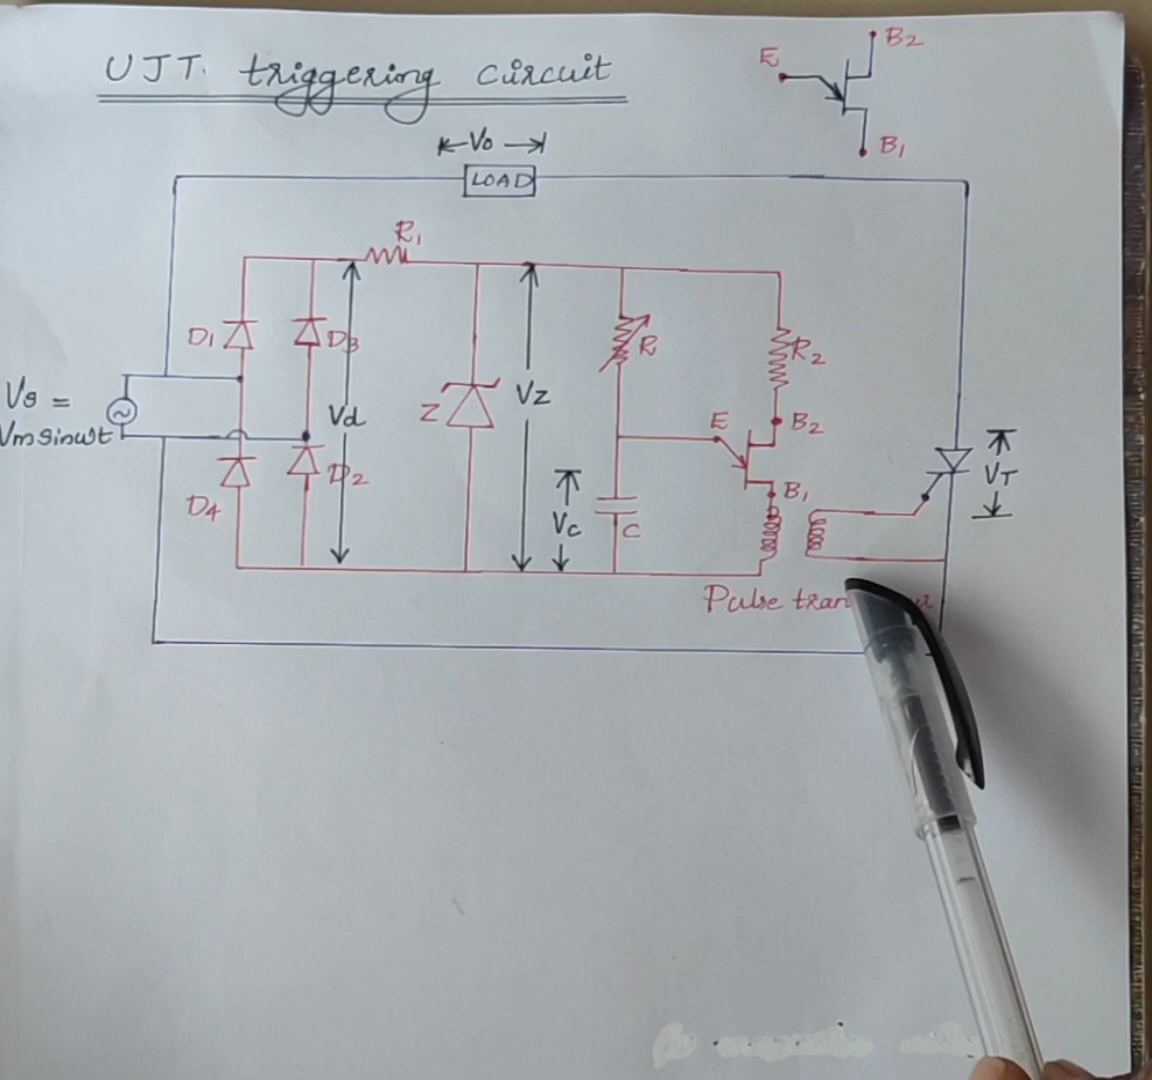 UJT. triggering circuit
E
B2
B1
Vo
LOAD
R1
D1
D3
R
R2
Vs =
Vm sinωt
Vd
Z
Vz
E
B2
D4
D2
Vc
C
B1
VT
Pulse